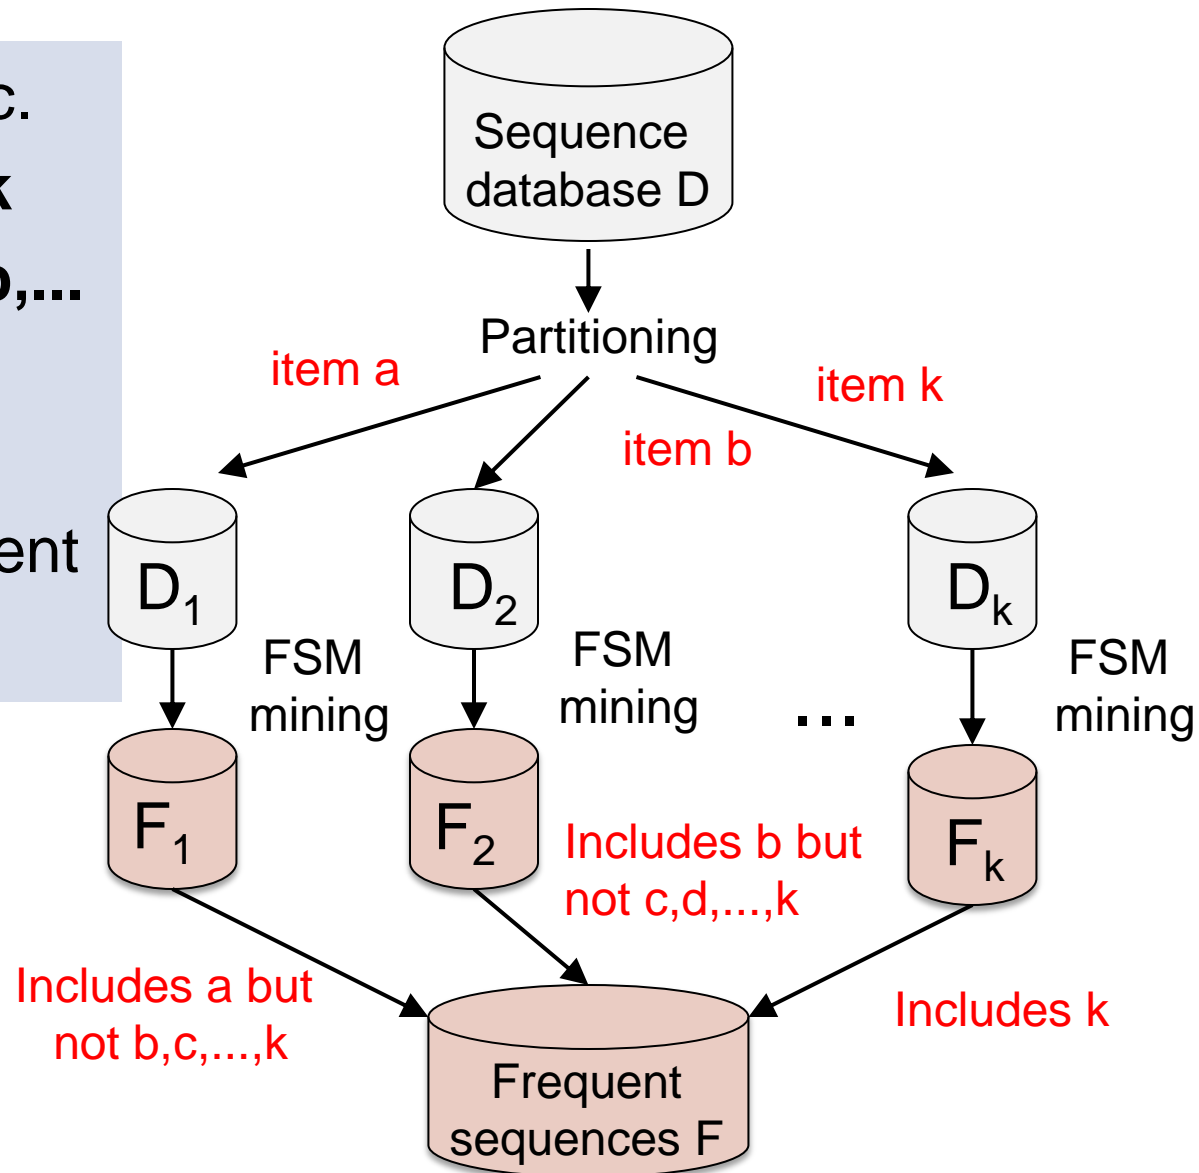 c.
k
,...
ent
Sequence
database D
Partitioning
item a
item b
item k
D1
D2
Dk
FSM
mining
FSM
mining
...
FSM
mining
F1
F2
Fk
Includes b but
not c,d,...,k
Includes a but
not b,c,...,k
Includes k
Frequent
sequences F